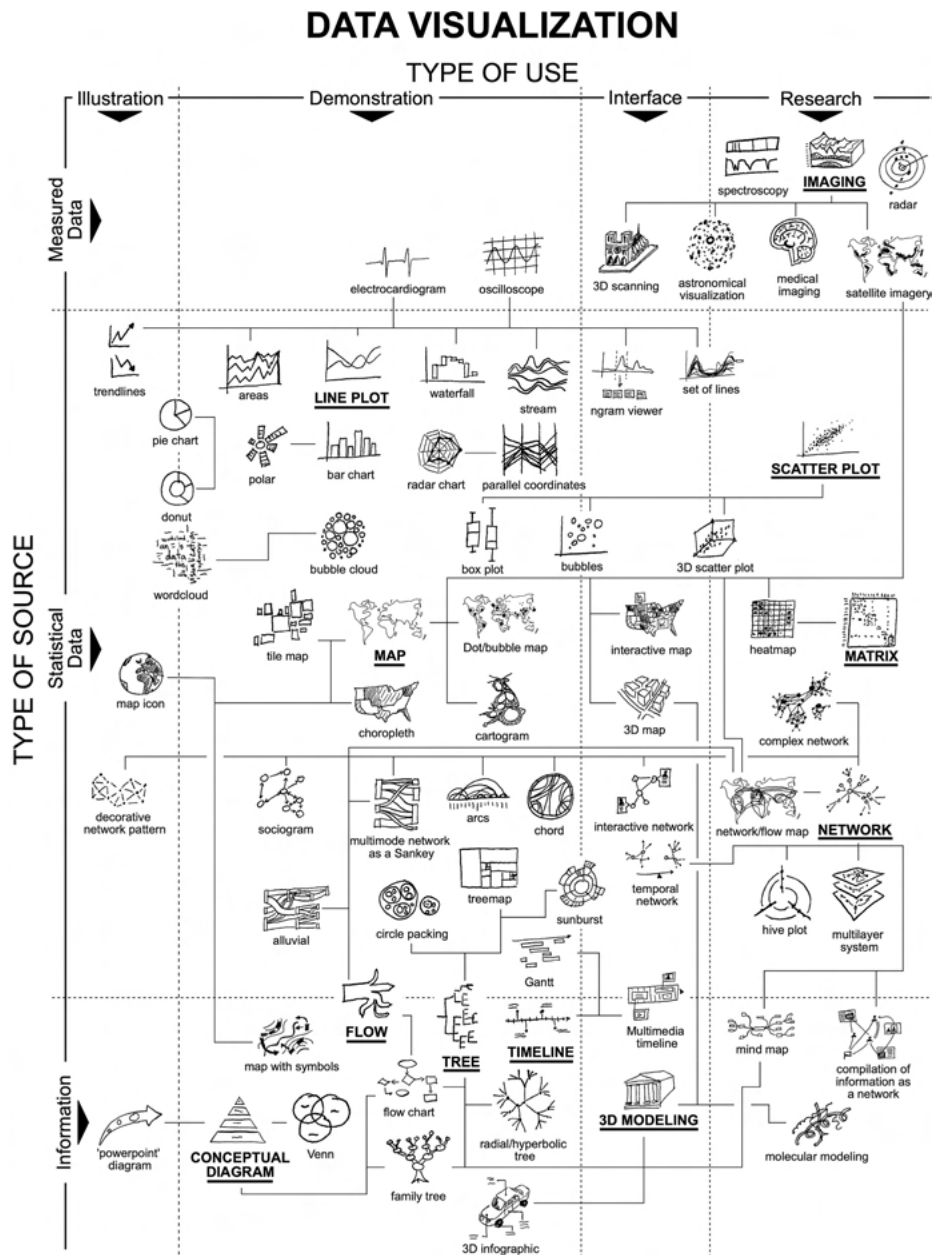 DATA VISUALIZATION
TYPE OF USE
Illustration
Demonstration
Interface
Research
TYPE OF SOURCE
Measured
Data
spectroscopy
IMAGING
radar
3D scanning
astronomical
visualization
medical
imaging
satellite imagery
electrocardiogram
oscilloscope
Statistical
Data
trendlines
areas
LINE PLOT
waterfall
stream
ngram viewer
set of lines
pie chart
polar
bar chart
radar chart
parallel coordinates
SCATTER PLOT
donut
wordcloud
bubble cloud
box plot
bubbles
3D scatter plot
tile map
MAP
Dot/bubble map
interactive map
heatmap
MATRIX
map icon
choropleth
cartogram
3D map
complex network
decorative
network pattern
sociogram
multimode network
as a Sankey
arcs
chord
interactive network
network/flow map
NETWORK
alluvial
circle packing
treemap
sunburst
temporal
network
hive plot
multilayer
system
Gantt
Information
FLOW
TREE
TIMELINE
Multimedia
timeline
mind map
compilation of
information as
a network
map with symbols
flow chart
'powerpoint'
diagram
CONCEPTUAL
DIAGRAM
Venn
family tree
radial/hyperbolic
tree
3D MODELING
molecular modeling
3D infographic